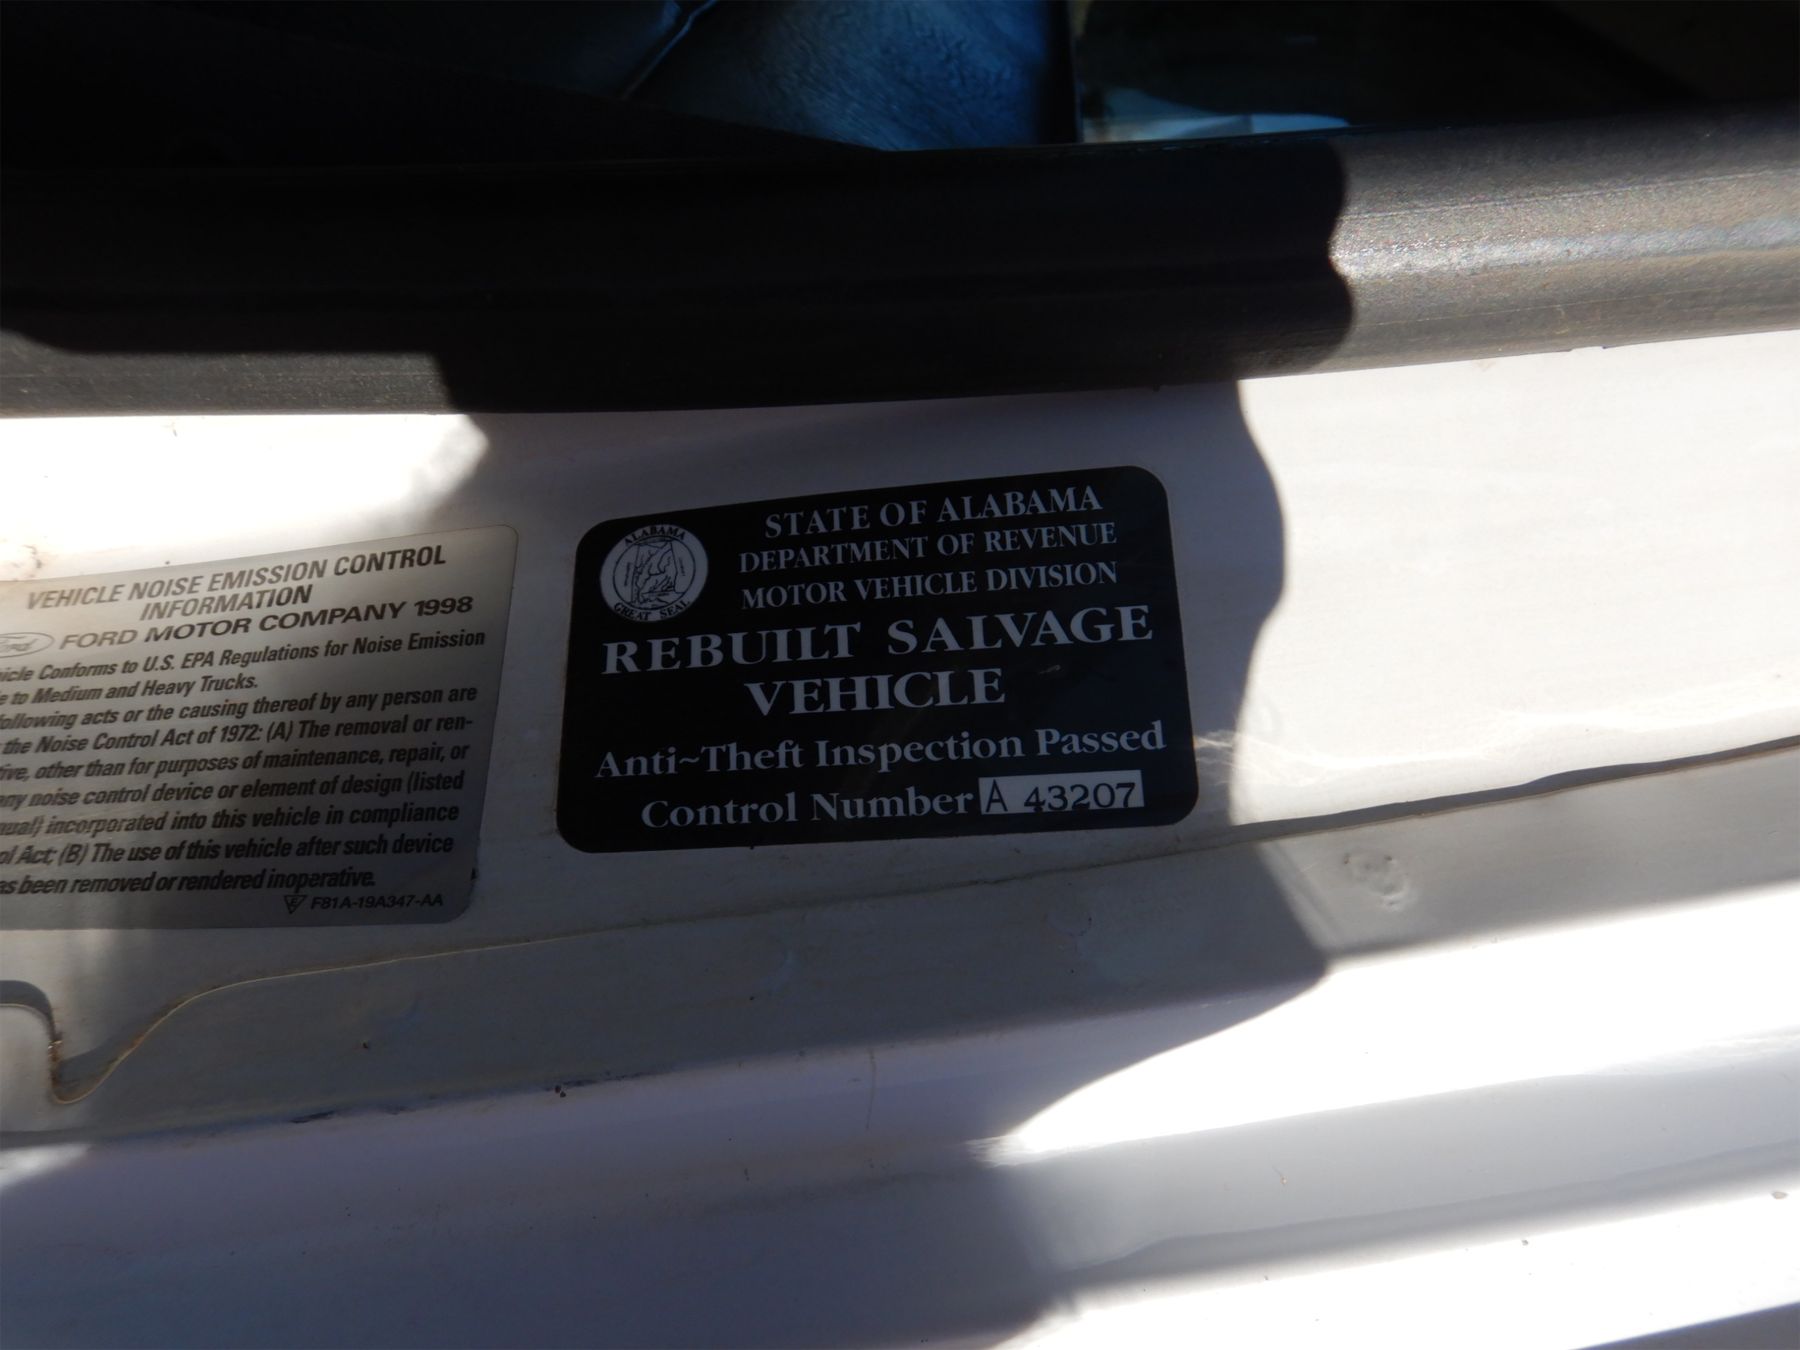 VEHICLE NOISE EMISSION CONTROL
INFORMATION
Ford FORD MOTOR COMPANY 1998
Conforms to U.S. EPA Regulations for Noise Emission
to Medium and Heavy Trucks.
following acts or the causing thereof by any person are
the Noise Control Act of 1972: (A) The removal or ren-
other than for purposes of maintenance, repair, or
any noise control device or element of design (listed
incorporated into this vehicle in compliance
Act; (B) The use of this vehicle after such device
been removed or rendered inoperative.
E F81A-19A347-AA
ALABAMA
GREAT SEAL
STATE OF ALABAMA
DEPARTMENT OF REVENUE
MOTOR VEHICLE DIVISION
REBUILT SALVAGE
VEHICLE
Anti~Theft Inspection Passed
Control Number A 43207